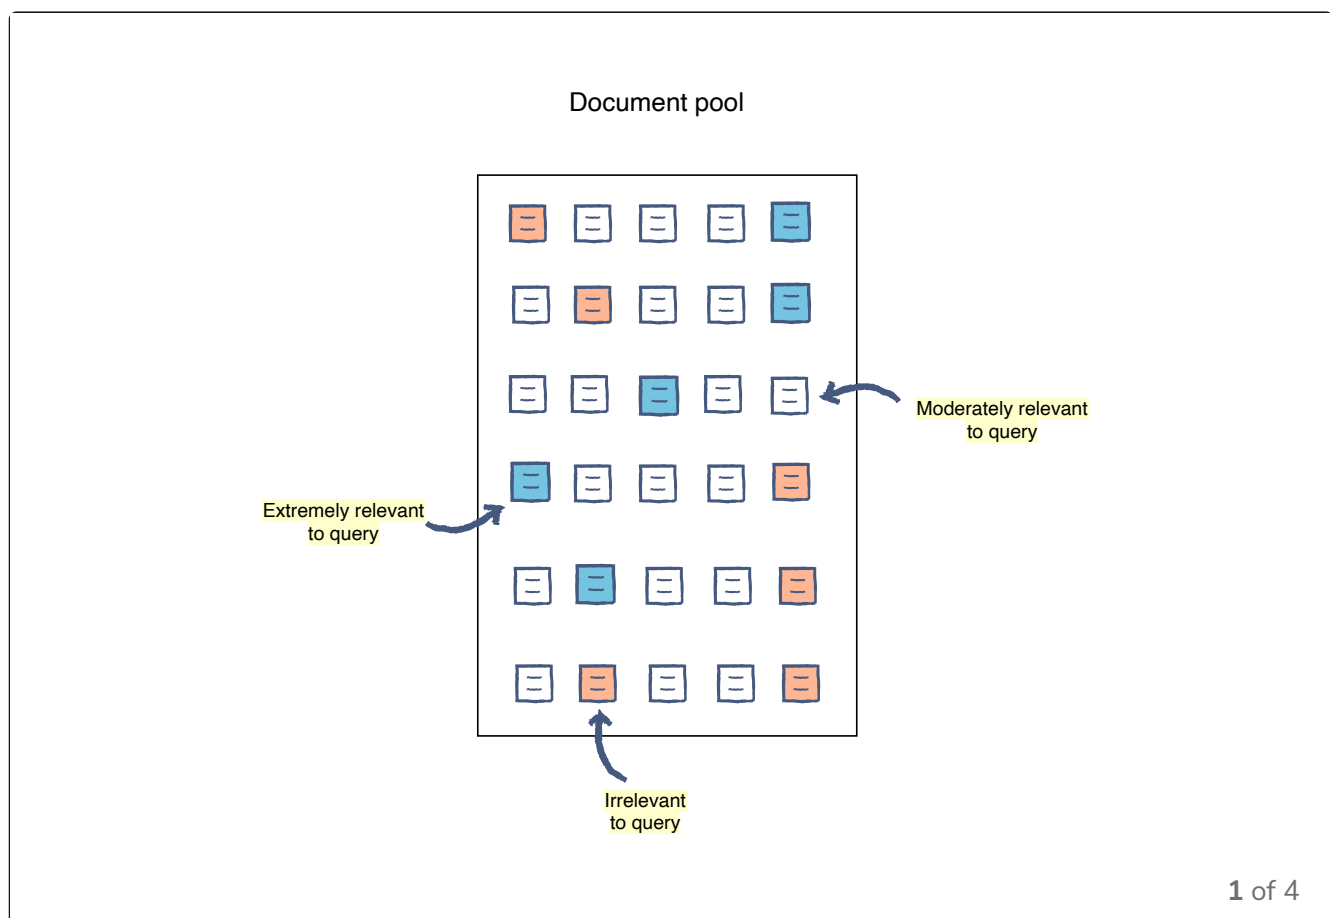 Document pool
Moderately relevant
to query
Extremely relevant
to query
Irrelevant
to query
1 of 4